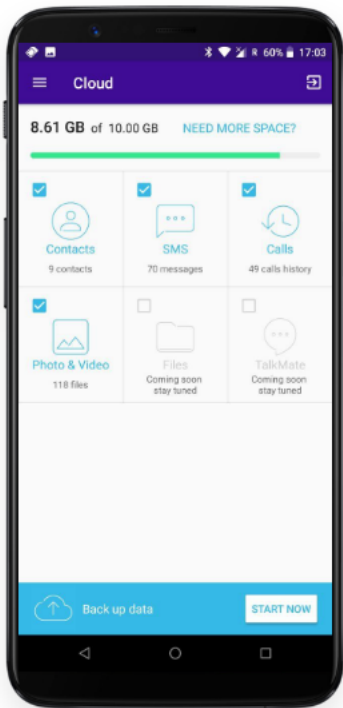 R 60% 17:03
Cloud
8.61 GB of 10.00 GB NEED MORE SPACE?
Contacts
9 contacts
SMS
70 messages
Calls
49 calls history
Photo & Video
118 files
Files
Coming soon
stay tuned
TalkMate
Coming soon
stay tuned
Back up data START NOW